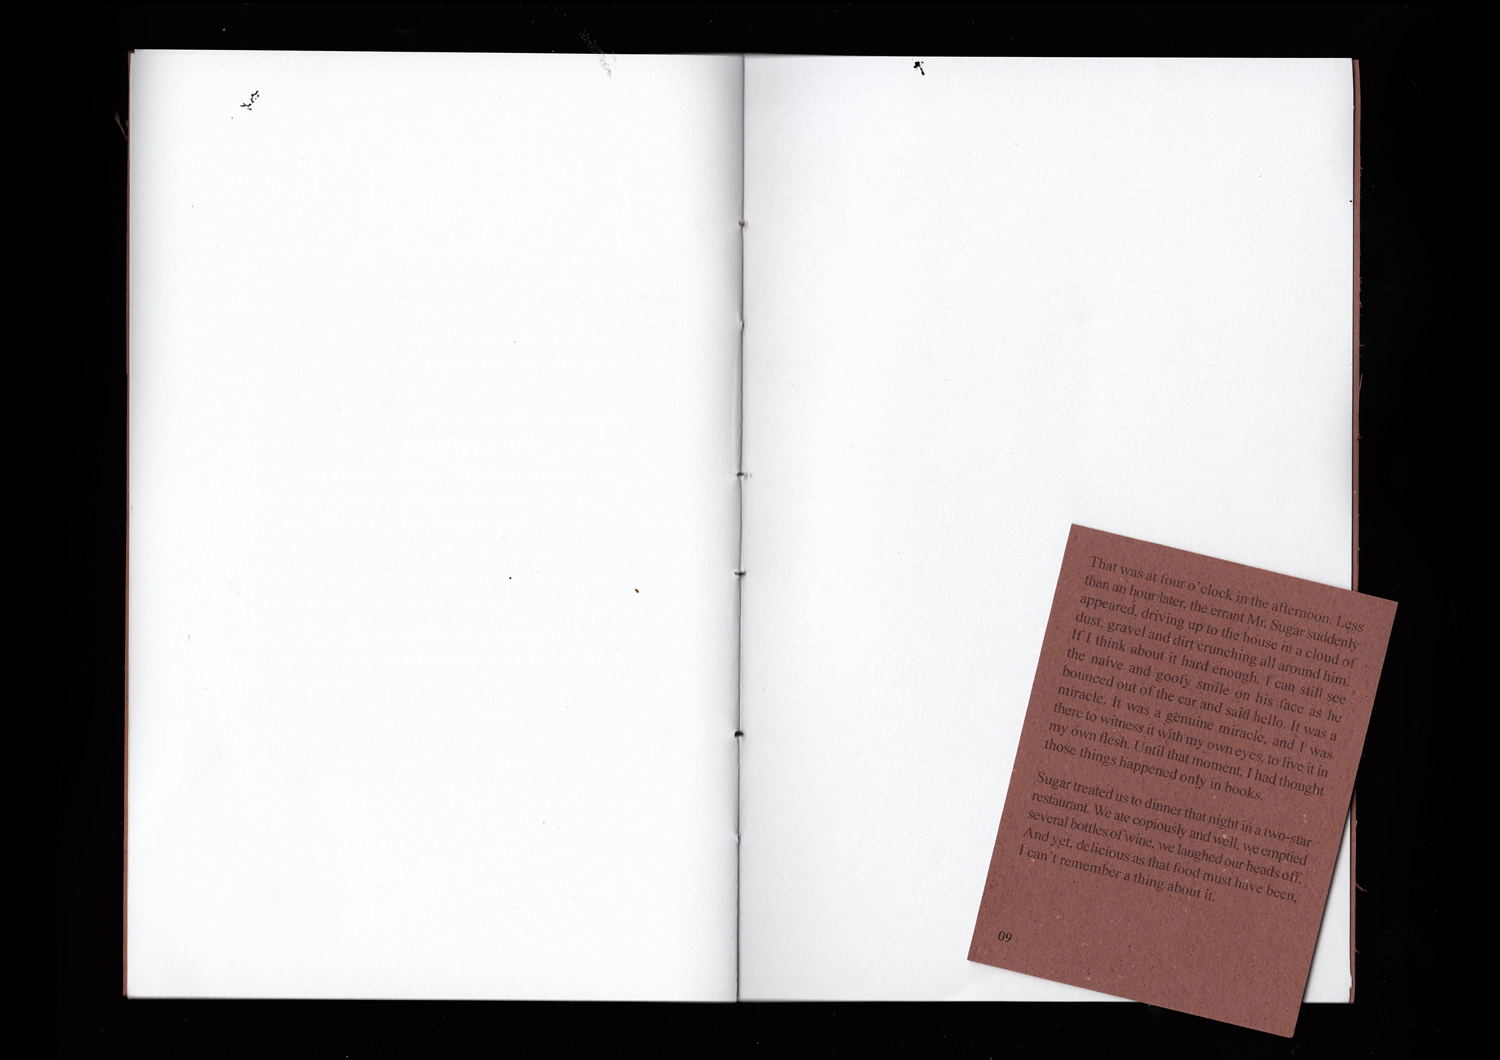 That was at four o'clock in the afternoon. Less
than an hour later, the errant Mr. Sugar suddenly
appeared, driving up to the house in a cloud of
dust, gravel and dirt crunching all around him.
If I think about it hard enough, I can still see
the naive and goofy smile on his face as he
bounced out of the car and said hello. It was a
miracle. It was a genuine miracle, and I was
there to witness it with my own eyes, to live it in
my own flesh. Until that moment, I had thought
those things happened only in books.
Sugar treated us to dinner that night in a two-star
restaurant. We ate copiously and well, we emptied
several bottles of wine, we laughed our heads off.
And yet, delicious as that food must have been,
I can't remember a thing about it.
09